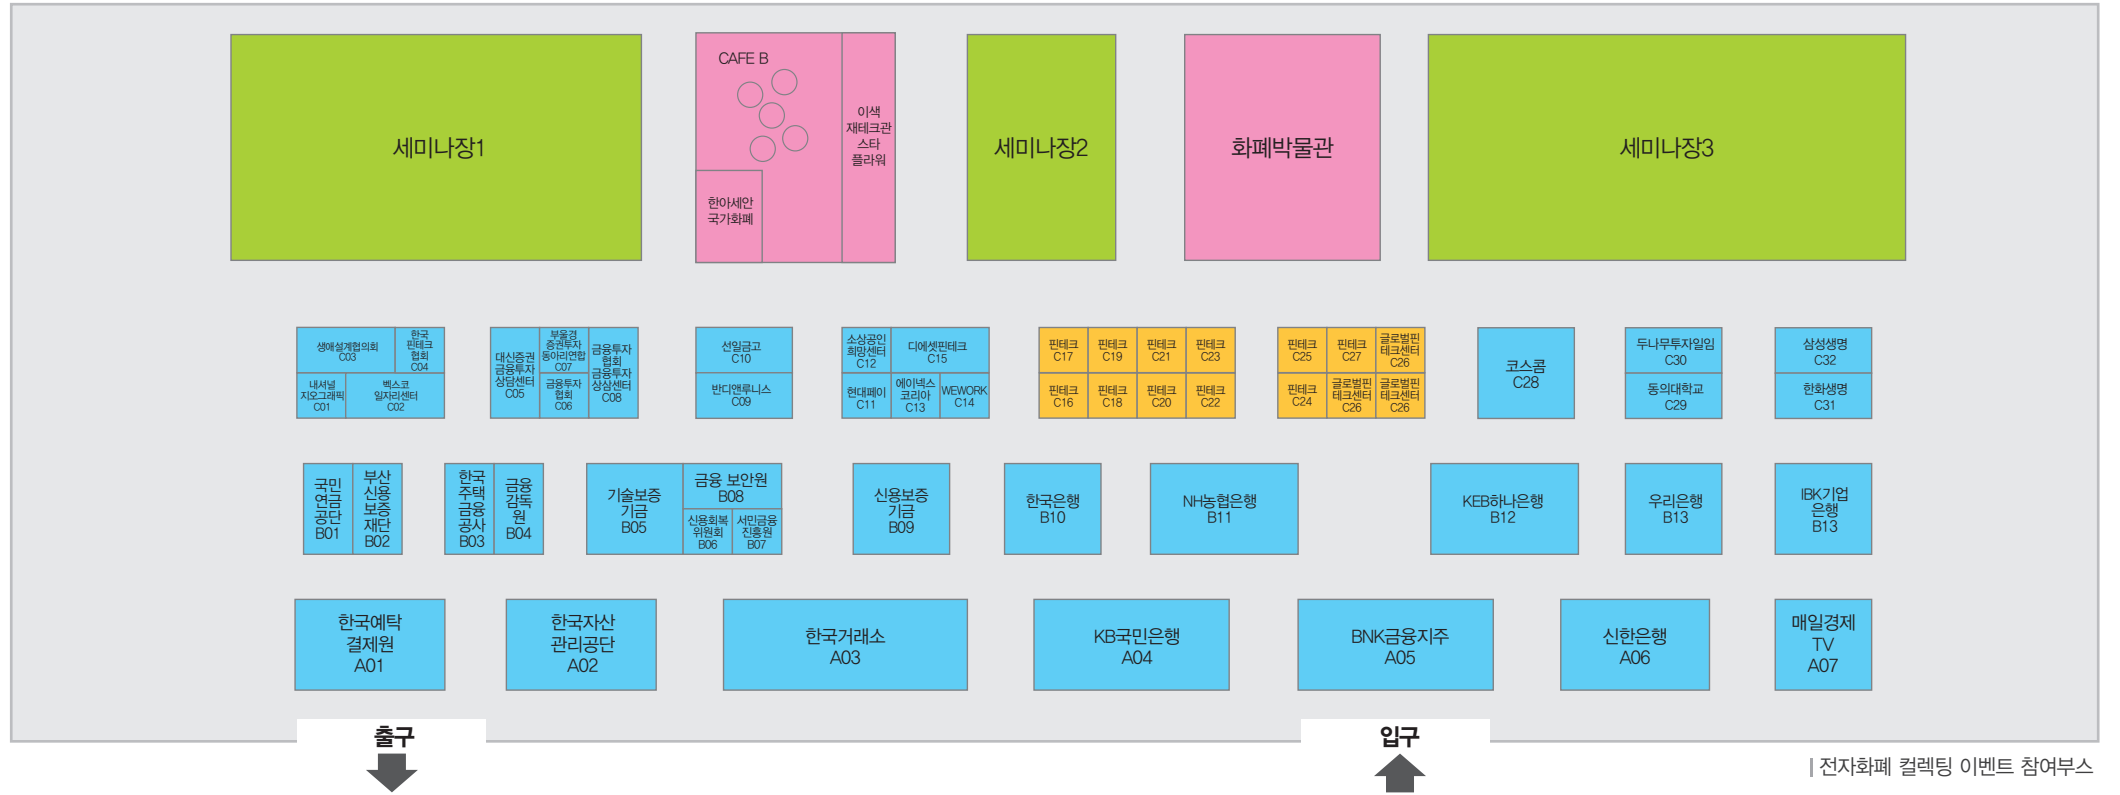 세미나장1
CAFE B
이색
재테크관
스타
플라워
한아세안
국가화폐
세미나장2
화폐박물관
세미나장3
생애설계협의회
C03
한국
핀테크
협회
C04
내셔널
지오그래픽
C01
벡스코
일자리센터
C02
대신증권
금융투자
상담센터
C05
부울경
증권투자
동아리연합
C07
금융투자
협회
C06
금융투자
협회
금융투자
상삼센터
C08
선일금고
C10
반디앤루니스
C09
소상공인
희망센터
C12
디에셋핀테크
C15
현대페이
C11
에이넥스
코리아
C13
WEWORK
C14
핀테크
C17
핀테크
C19
핀테크
C21
핀테크
C23
핀테크
C16
핀테크
C18
핀테크
C20
핀테크
C22
핀테크
C25
핀테크
C27
글로벌핀
테크센터
C26
핀테크
C24
글로벌핀
테크센터
C26
글로벌핀
테크센터
C26
코스콤
C28
두나무투자일임
C30
동의대학교
C29
삼성생명
C32
한화생명
C31
국민
연금
공단
B01
부산
신용
보증
재단
B02
한국
주택
금융
공사
B03
금융
감독
원
B04
기술보증
기금
B05
금융 보안원
B08
신용회복
위원회
B06
서민금융
진흥원
B07
신용보증
기금
B09
한국은행
B10
NH농협은행
B11
KEB하나은행
B12
우리은행
B13
IBK기업
은행
B13
한국예탁
결제원
A01
한국자산
관리공단
A02
한국거래소
A03
KB국민은행
A04
BNK금융지주
A05
신한은행
A06
매일경제
TV
A07
출구
입구
전자화폐 컬렉팅 이벤트 참여부스